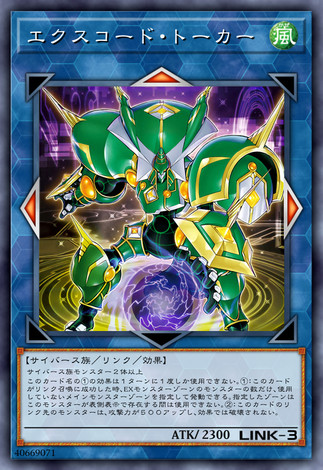 エクスコード・トーカー
風
【サイバース族/リンク/効果】
サイバース族モンスター2体以上
このカード名の①の効果は1ターンに1度しか使用できない。①:このカード
がリンク召喚に成功した時、EXモンスターゾーンのモンスターの数だけ、使用
していないメインモンスターゾーンを指定して発動できる。指定したゾーンは
このモンスターが表側表示で存在する間は使用できない。②:このカードのリ
ンク先のモンスターは、攻撃力が500アップし、効果では破壊されない。
ATK/2300 LINK-3
40669071